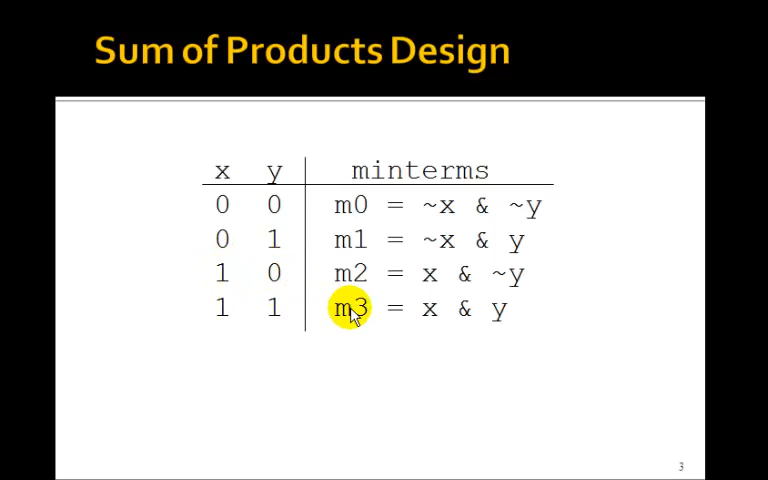 Sum of Products Design
x y minterms
0 0 m0 = ~x & ~y
0 1 m1 = ~x & y
1 0 m2 = x & ~y
1 1 m3 = x & y
3